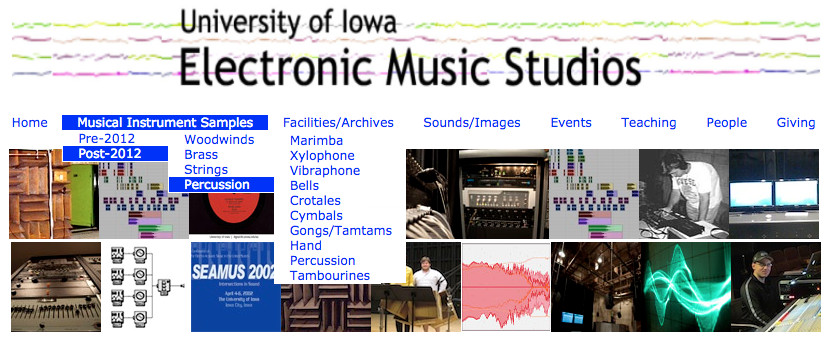 University of Iowa
Electronic Music Studios
Home
Musical Instrument Samples
Facilities/Archives
Sounds/Images
Events
Teaching
People
Giving
Pre-2012
Post-2012
Woodwinds
Brass
Strings
Percussion
Marimba
Xylophone
Vibraphone
Bells
Crotales
Cymbals
Gongs/Tamtams
Hand
Percussion
Tambourines
SEAMUS 2002
April 4-6, 2002
The University of Iowa
Iowa City, Iowa